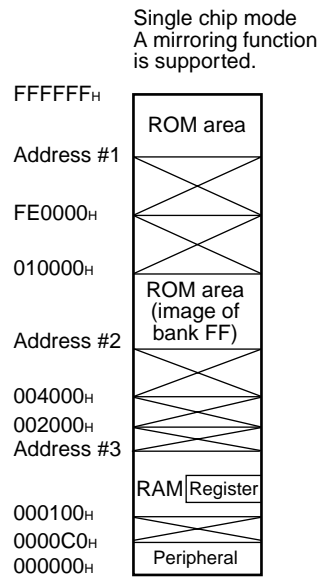 Single chip mode
A mirroring function
is supported.
FFFFFFH
ROM area
Address #1
FE0000H
010000H
ROM area
(image of
bank FF)
Address #2
004000H
002000H
Address #3
RAM Register
000100H
0000C0H
Peripheral
000000H